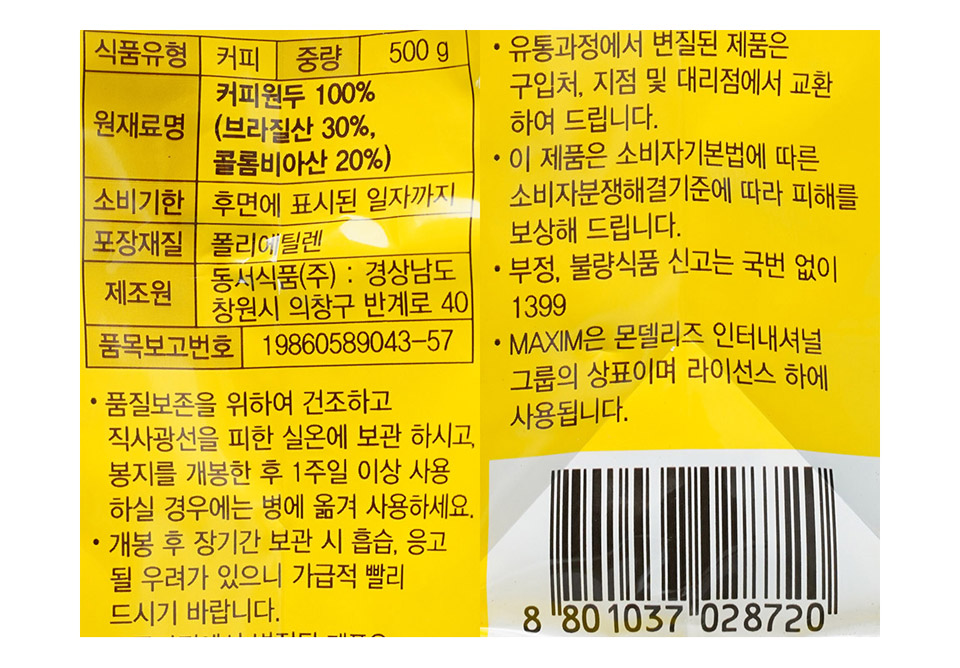 식품유형 커피 중량 500 g
원재료명 커피원두 100%
(브라질산 30%,
콜롬비아산 20%)
소비기한 후면에 표시된 일자까지
포장재질 폴리에틸렌
제조원 동서식품(주) : 경상남도
창원시 의창구 반계로 40
품목보고번호 19860589043-57
• 품질보존을 위하여 건조하고
직사광선을 피한 실온에 보관 하시고,
봉지를 개봉한 후 1주일 이상 사용
하실 경우에는 병에 옮겨 사용하세요.
• 개봉 후 장기간 보관 시 흡습, 응고
될 우려가 있으니 가급적 빨리
드시기 바랍니다.
• 유통과정에서 변질된 제품은
구입처, 지점 및 대리점에서 교환
하여 드립니다.
• 이 제품은 소비자기본법에 따른
소비자분쟁해결기준에 따라 피해를
보상해 드립니다.
• 부정, 불량식품 신고는 국번 없이
1399
• MAXIM은 몬델리즈 인터내셔널
그룹의 상표이며 라이선스 하에
사용됩니다.
8 801037 028720